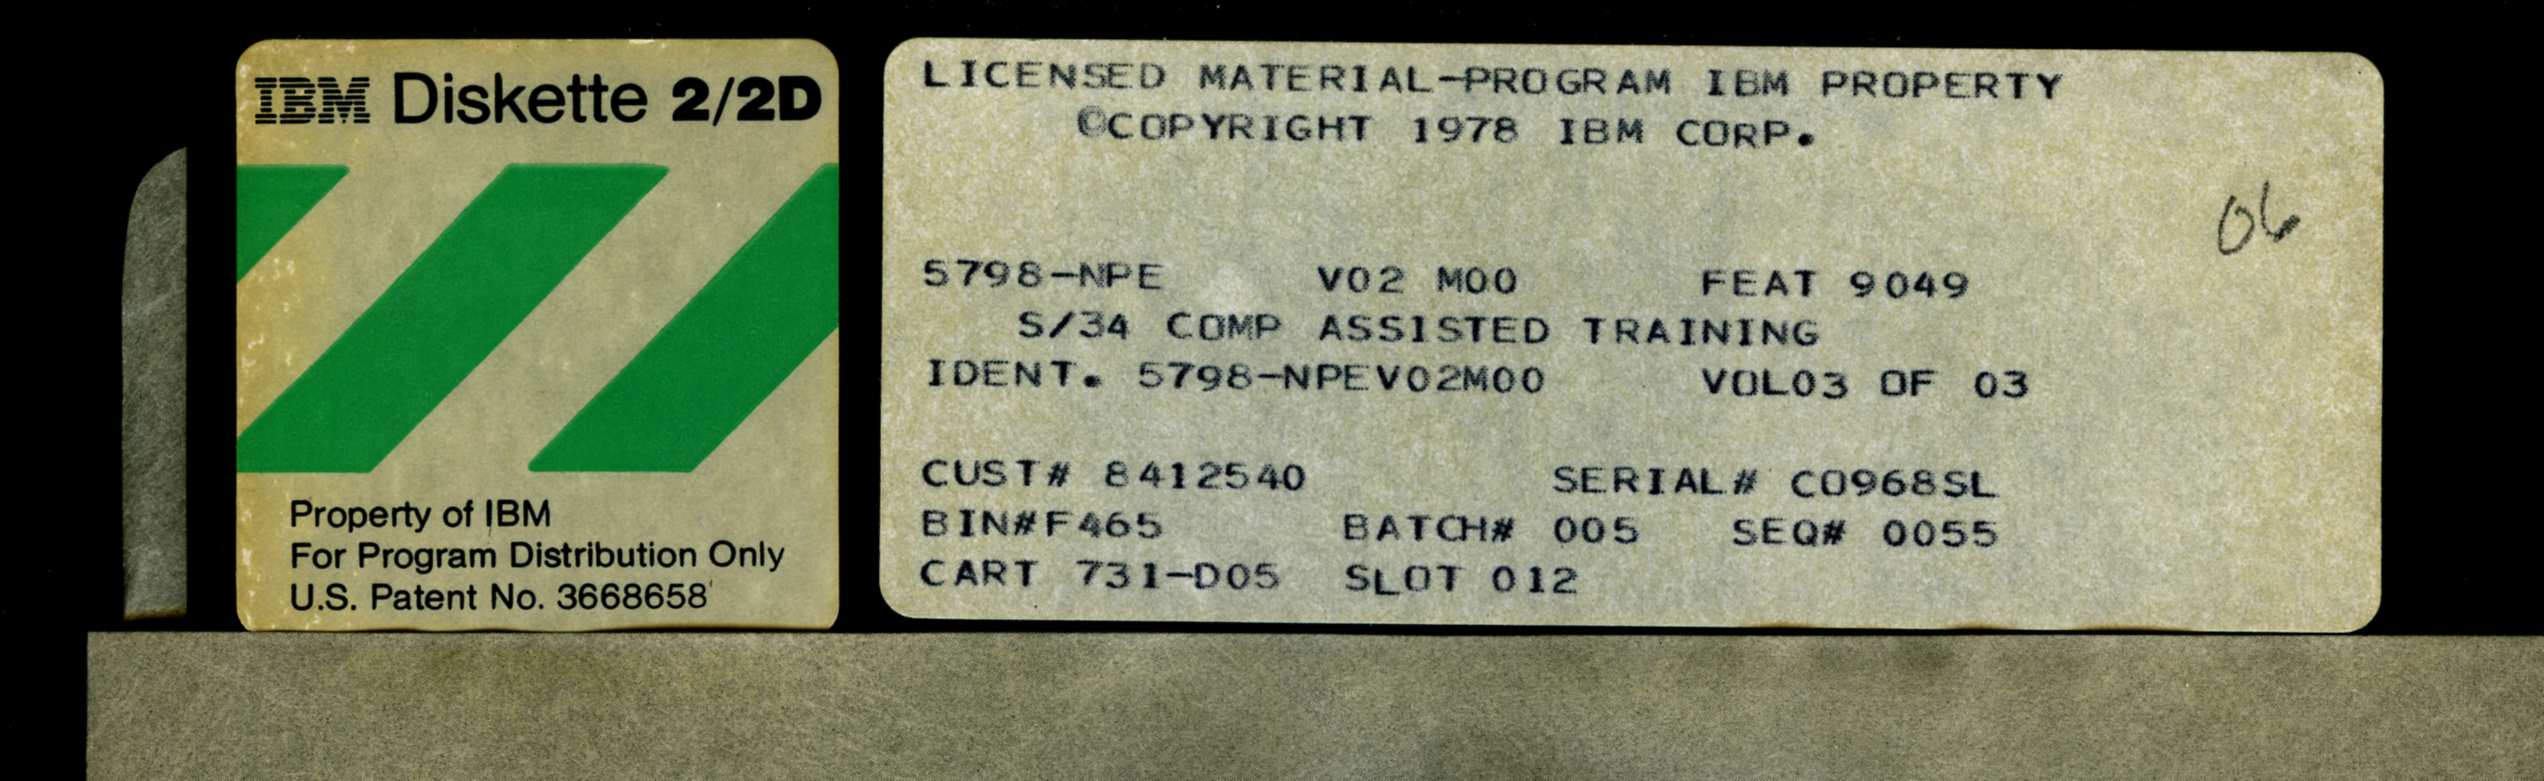 IBM Diskette 2/2D
Property of IBM
For Program Distribution Only
U.S. Patent No. 3668658
LICENSED MATERIAL-PROGRAM IBM PROPERTY
©COPYRIGHT 1978 IBM CORP.
06
5798-NPE V02 M00 FEAT 9049
S/34 COMP ASSISTED TRAINING
IDENT. 5798-NPEV02M00 VOL03 OF 03
CUST# 8412540 SERIAL# C0968SL
BIN#F465 BATCH# 005 SEQ# 0055
CART 731-D05 SLOT 012